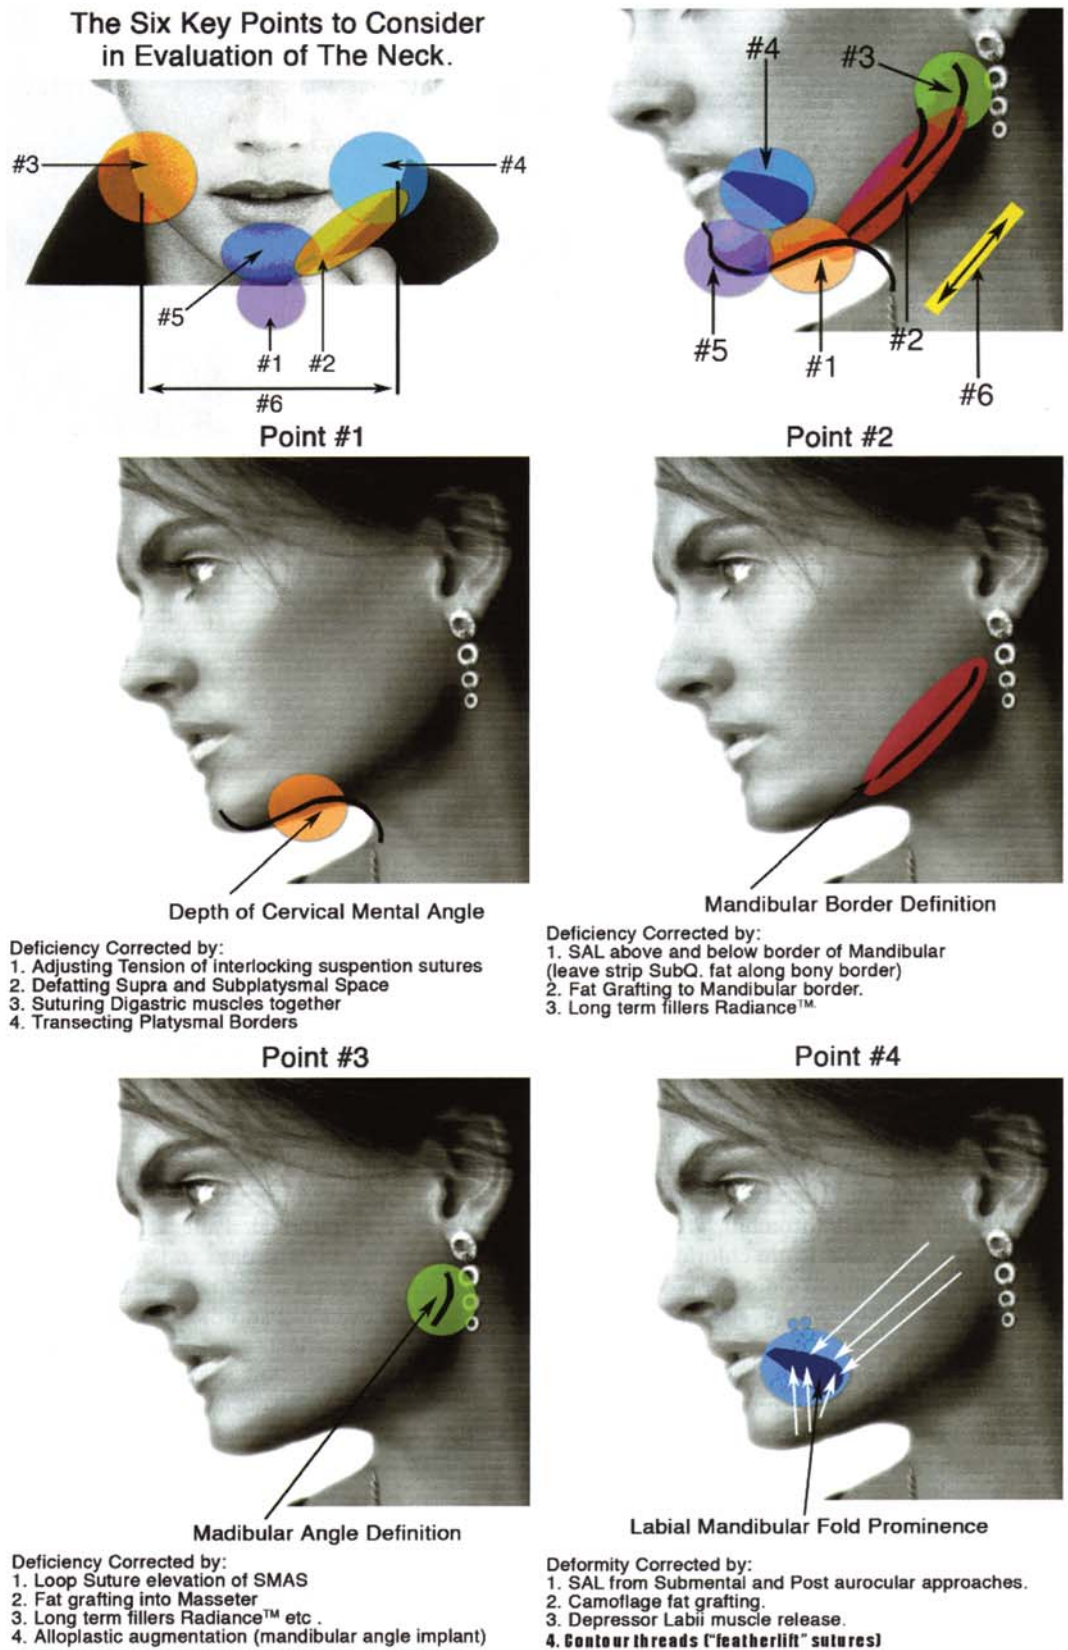 The Six Key Points to Consider
in Evaluation of The Neck.
#3
#4
#5
#1
#2
#6
#4
#3
#5
#1
#2
#6
Point #1
Depth of Cervical Mental Angle
Deficiency Corrected by:
1. Adjusting Tension of interlocking suspention sutures
2. Defatting Supra and Subplatysmal Space
3. Suturing Digastric muscles together
4. Transecting Platysmal Borders
Point #2
Mandibular Border Definition
Deficiency Corrected by:
1. SAL above and below border of Mandibular
(leave strip SubQ. fat along bony border)
2. Fat Grafting to Mandibular border.
3. Long term fillers Radiance™.
Point #3
Madibular Angle Definition
Deficiency Corrected by:
1. Loop Suture elevation of SMAS
2. Fat grafting into Masseter
3. Long term fillers Radiance™ etc .
4. Alloplastic augmentation (mandibular angle implant)
Point #4
Labial Mandibular Fold Prominence
Deformity Corrected by:
1. SAL from Submental and Post aurocular approaches.
2. Camoflage fat grafting.
3. Depressor Labii muscle release.
4. Contour threads ("featherlift" sutures)